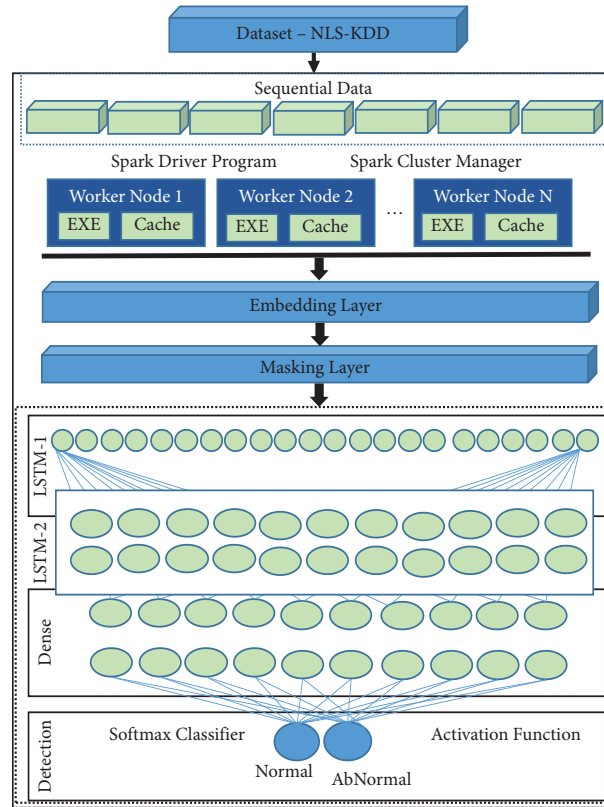 Dataset – NLS-KDD
Sequential Data
Spark Driver Program Spark Cluster Manager
Worker Node 1 Worker Node 2 ... Worker Node N
EXE Cache EXE Cache EXE Cache
Embedding Layer
Masking Layer
LSTM-1
LSTM-2
Dense
Detection
Softmax Classifier Activation Function
Normal
AbNormal